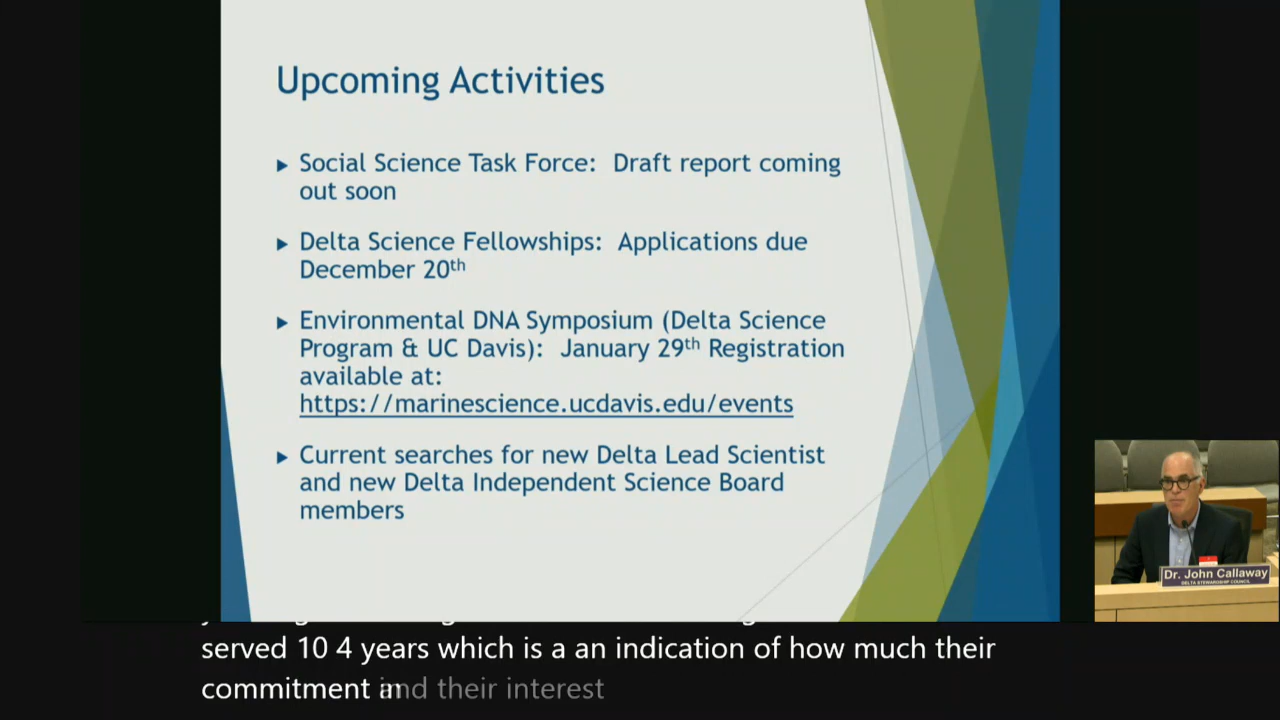 Upcoming Activities
Social Science Task Force: Draft report coming
out soon
Delta Science Fellowships: Applications due
December 20th
Environmental DNA Symposium (Delta Science
Program & UC Davis): January 29th Registration
available at:
https://marinescience.ucdavis.edu/events
Current searches for new Delta Lead Scientist
and new Delta Independent Science Board
members
Dr. John Callaway
DELTA STEWARDSHIP COUNCIL
served 10 4 years which is a an indication of how much their
commitment and their interest